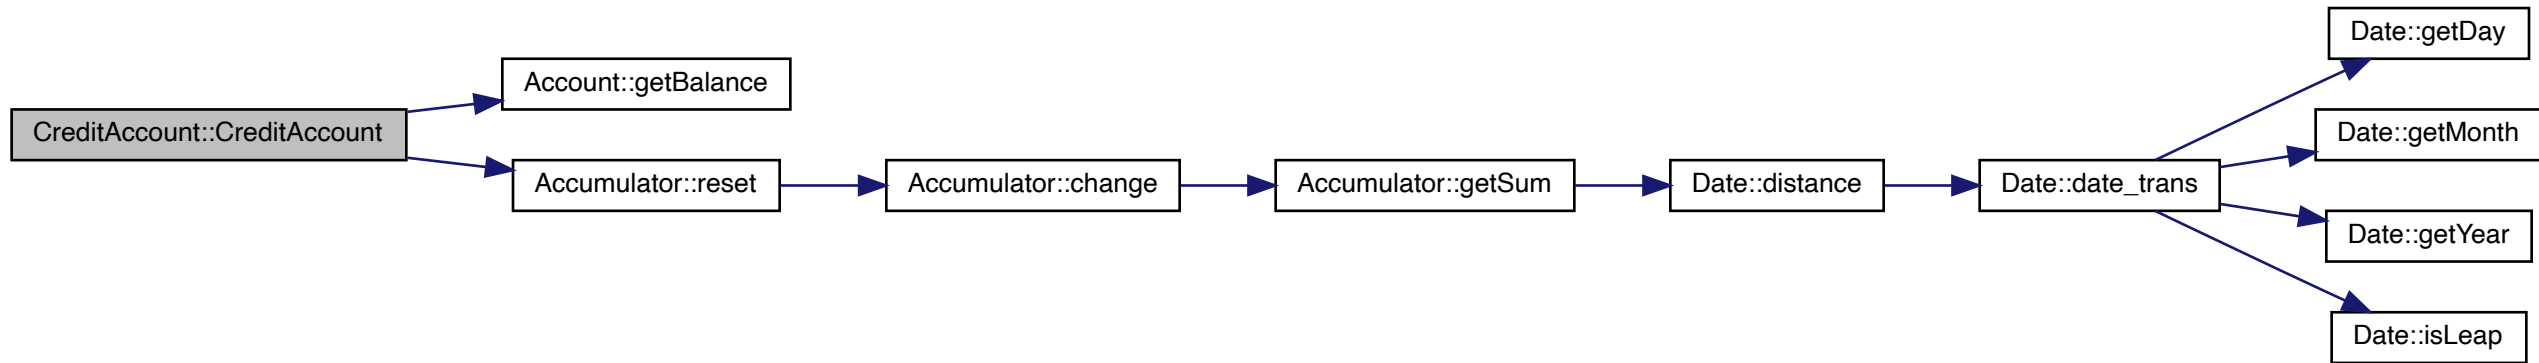 CreditAccount::CreditAccount
Account::getBalance
Accumulator::reset
Accumulator::change
Accumulator::getSum
Date::distance
Date::date_trans
Date::getDay
Date::getMonth
Date::getYear
Date::isLeap